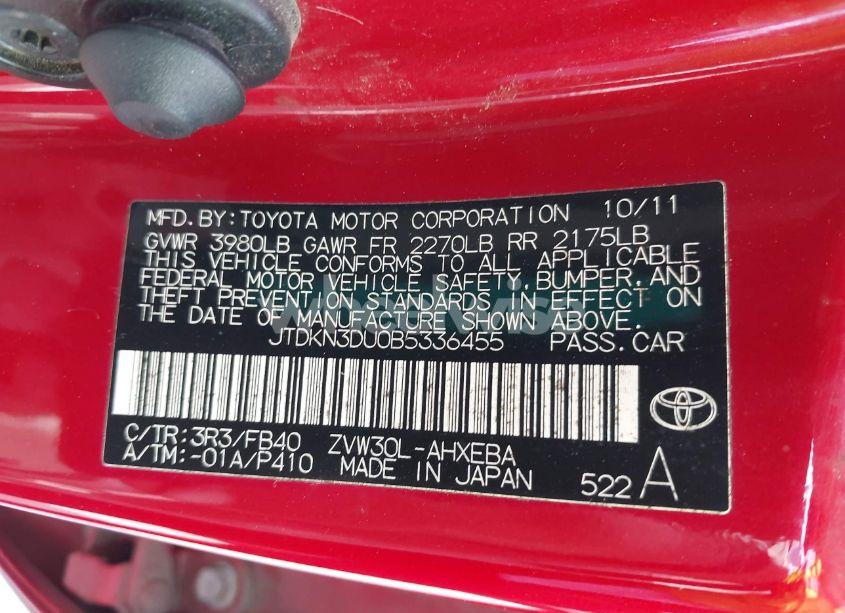 MFD.BY:TOYOTA MOTOR CORPORATION 10/11
GVWR 3980LB GAWR FR 2270LB RR 2175LB
THIS VEHICLE CONFORMS TO ALL APPLICABLE
FEDERAL MOTOR VEHICLE SAFETY,BUMPER,AND
THEFT PREVENTION STANDARDS IN EFFECT ON
THE DATE OF MANUFACTURE SHOWN ABOVE.
JTDKN3DU0B5336455 PASS.CAR
C/TR:3R3/FB40 ZVW30L-AHXEBA
A/TM:-01A/P410 MADE IN JAPAN
522 A